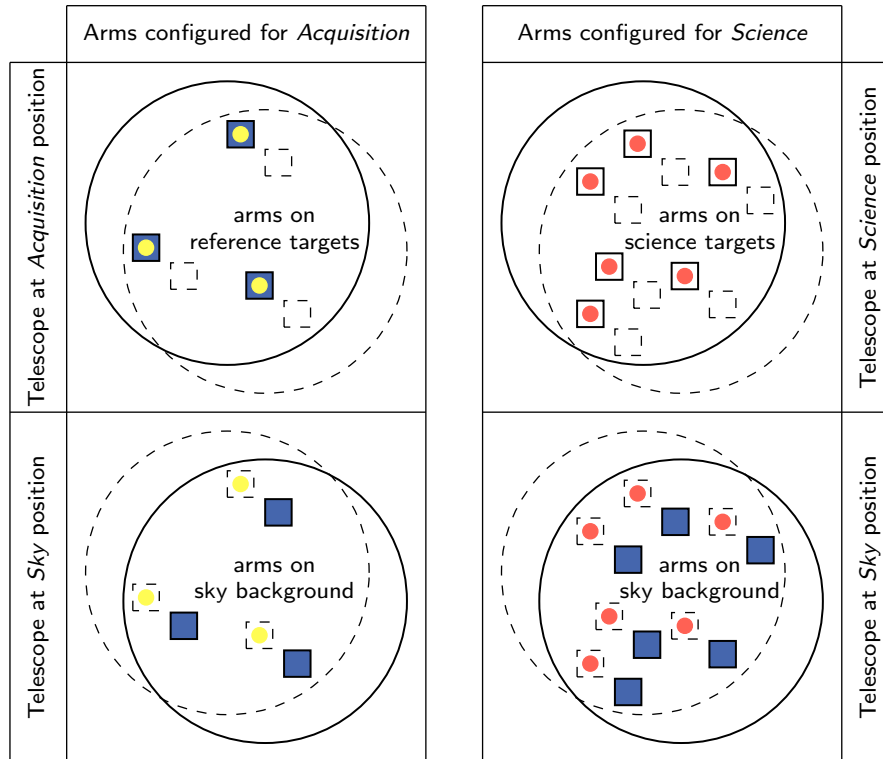 Arms configured for Acquisition
Arms configured for Science
Telescope at Acquisition position
arms on
reference targets
arms on
science targets
Telescope at Science position
Telescope at Sky position
arms on
sky background
arms on
sky background
Telescope at Sky position